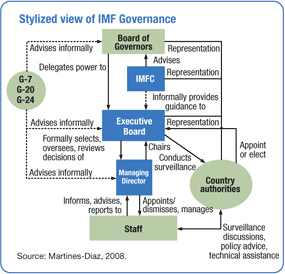 Stylized view of IMF Governance
Advises informally
Board of
Governors
Representation
Delegates power to
Advises
G-7
G-20
G-24
IMFC
Representation
Informally provides
guidance to
Advises informally
Executive
Board
Representation
Formally selects,
oversees, reviews
decisions of
Chairs
Conducts
surveillance
Appoint
or elect
Advises informally
Managing
Director
Country
authorities
Informs, advises,
reports to
Appoints/
dismisses, manages
Staff
Surveillance
discussions,
policy advice,
technical assistance
Source: Martines-Diaz, 2008.